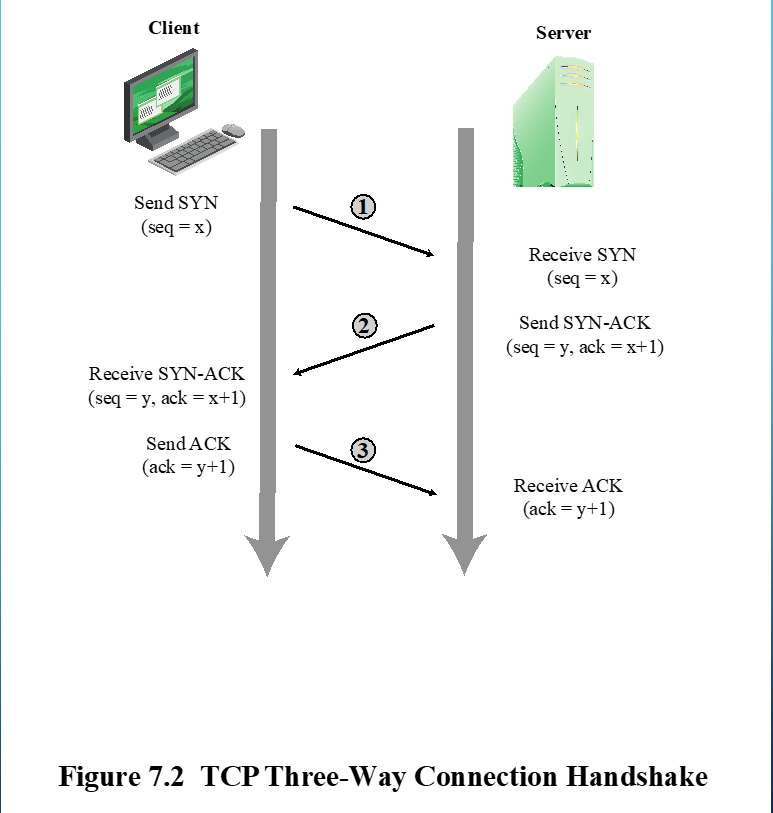 Client
Server
Send SYN
(seq = x)
1
Receive SYN
(seq = x)
2
Send SYN-ACK
(seq = y, ack = x+1)
Receive SYN-ACK
(seq = y, ack = x+1)
Send ACK
(ack = y+1)
3
Receive ACK
(ack = y+1)
Figure 7.2 TCP Three-Way Connection Handshake